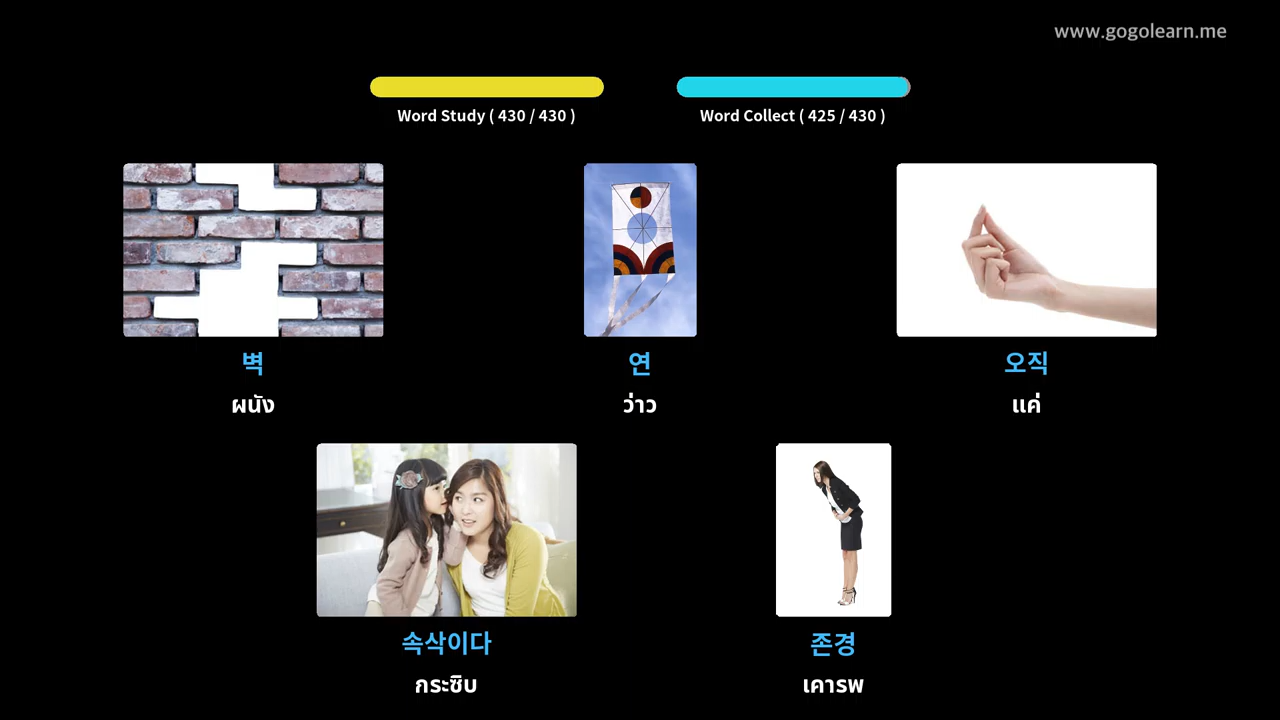 www.gogolearn.me
Word Study ( 430 / 430 )
Word Collect ( 425 / 430 )
벽
연
오직
ผนัง
ว่าว
แค่
속삭이다
존경
กระซิบ
เคารพ